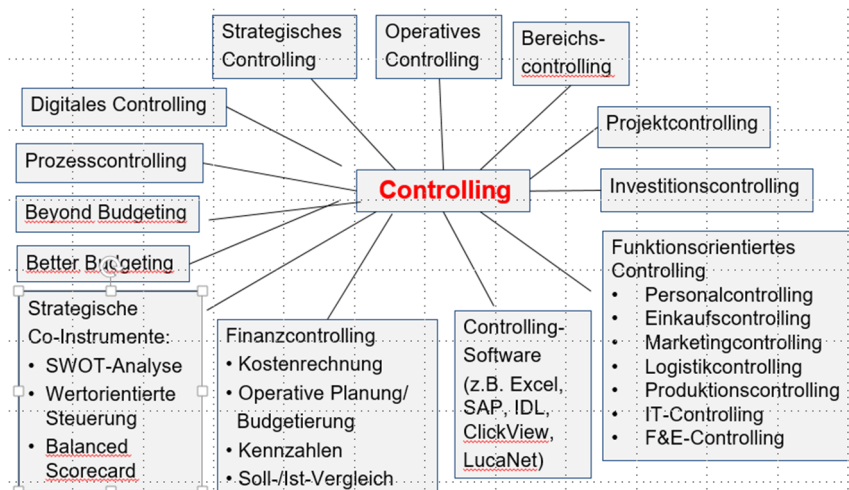 Strategisches
Controlling
Operatives
Controlling
Bereichs-
controlling
Digitales Controlling
Projektcontrolling
Prozesscontrolling
Controlling
Investitionscontrolling
Beyond Budgeting
Better Budgeting
Strategische
Co-Instrumente:
• SWOT-Analyse
• Wertorientierte
Steuerung
• Balanced
Scorecard
Finanzcontrolling
• Kostenrechnung
• Operative Planung/
Budgetierung
• Kennzahlen
• Soll-/Ist-Vergleich
Controlling-
Software
(z.B. Excel,
SAP, IDL,
ClickView,
LucaNet)
Funktionsorientiertes
Controlling
• Personalcontrolling
• Einkaufscontrolling
• Marketingcontrolling
• Logistikcontrolling
• Produktionscontrolling
• IT-Controlling
• F&E-Controlling